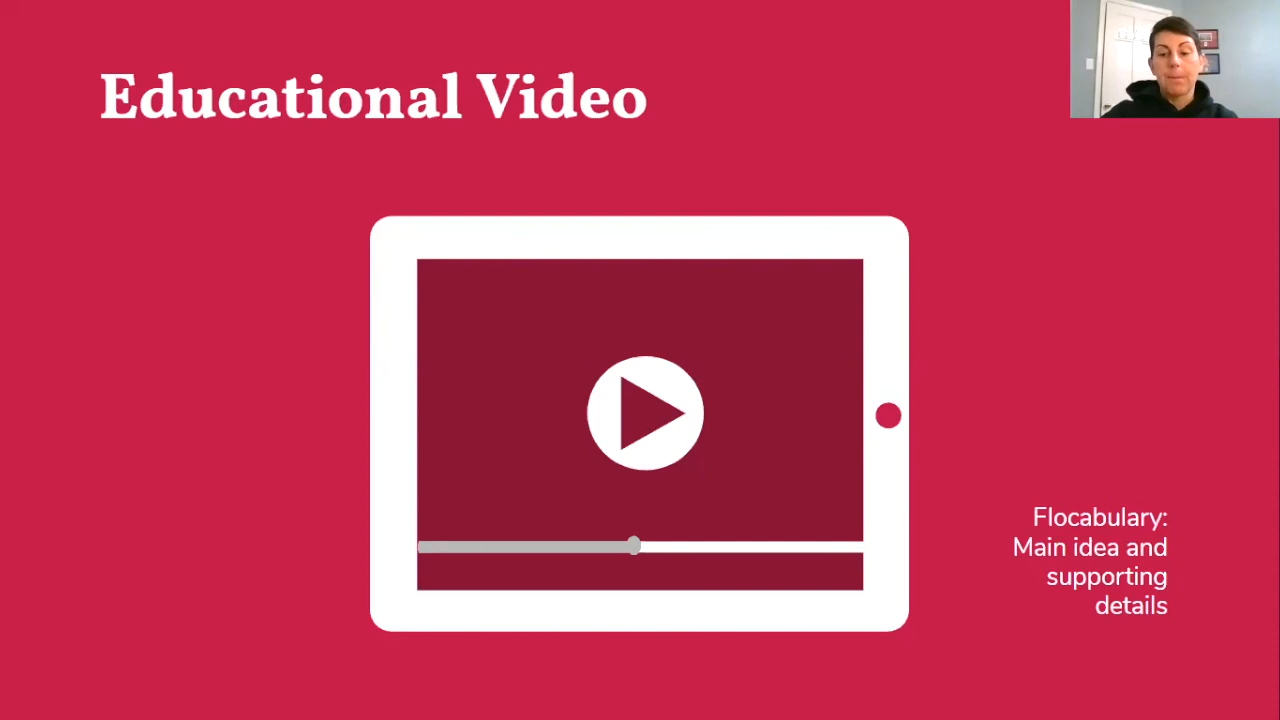 Educational Video
Flocabulary:
Main idea and
supporting
details